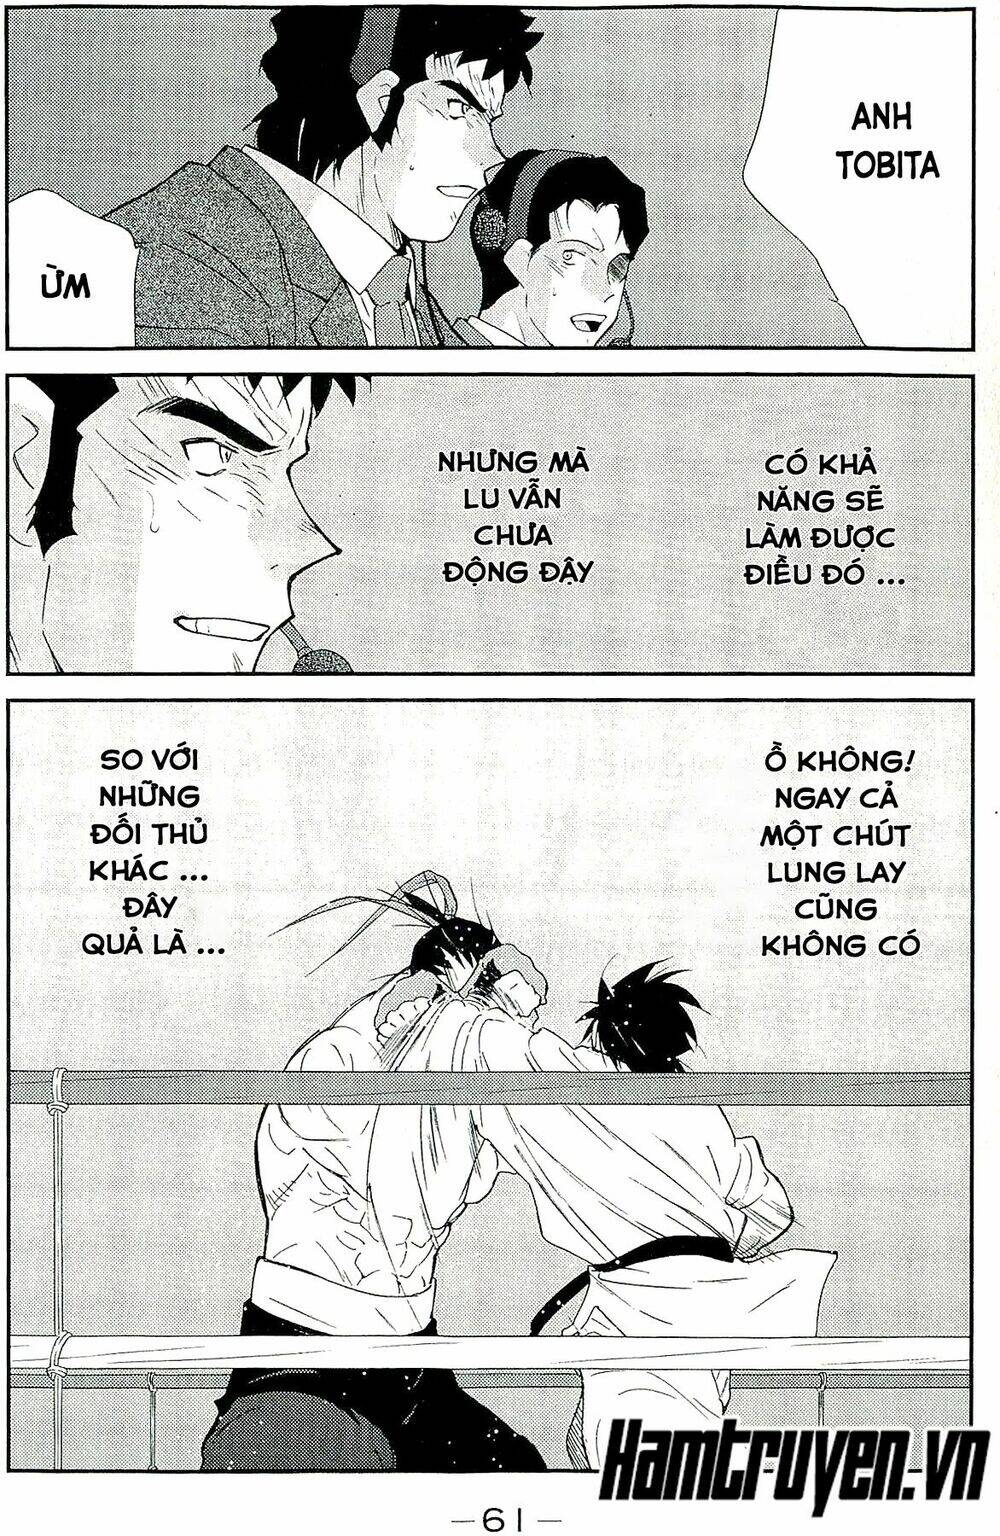 ANH
TOBITA
ỪM
CÓ KHẢ
NĂNG SẼ
LÀM ĐƯỢC
ĐIỀU ĐÓ ...
NHƯNG MÀ
LU VẪN
CHƯA
ĐỘNG ĐẬY
Ồ KHÔNG!
NGAY CẢ
MỘT CHÚT
LUNG LAY
CŨNG
KHÔNG CÓ
SO VỚI
NHỮNG
ĐỐI THỦ
KHÁC ...
ĐÂY
QUẢ LÀ ...
Hamtruyen.vn
—61—